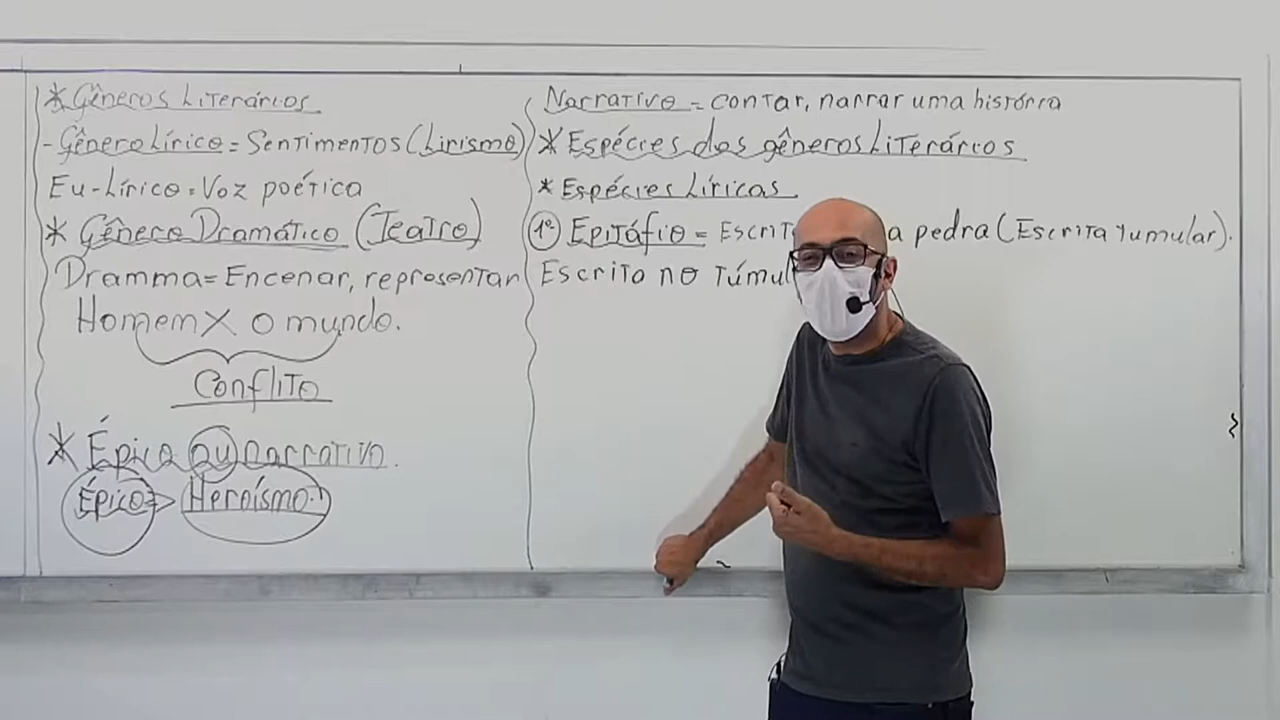 * Gêneros Literários
- Gênero Lírico = Sentimentos (Lirismo)
Eu-Lírico = Voz poética
* Gênero Dramático (Teatro)
Dramma = Encenar, representar
Homem X o mundo.
Conflito
* Épico ou narrativo.
Épico => Heroísmo.
Narrativo = contar, narrar uma história
* Espécies dos gêneros Literários
* Espécies Líricas
1º Epitáfio = Escrit a pedra (Escrita Tumular).
Escrito no Túmul